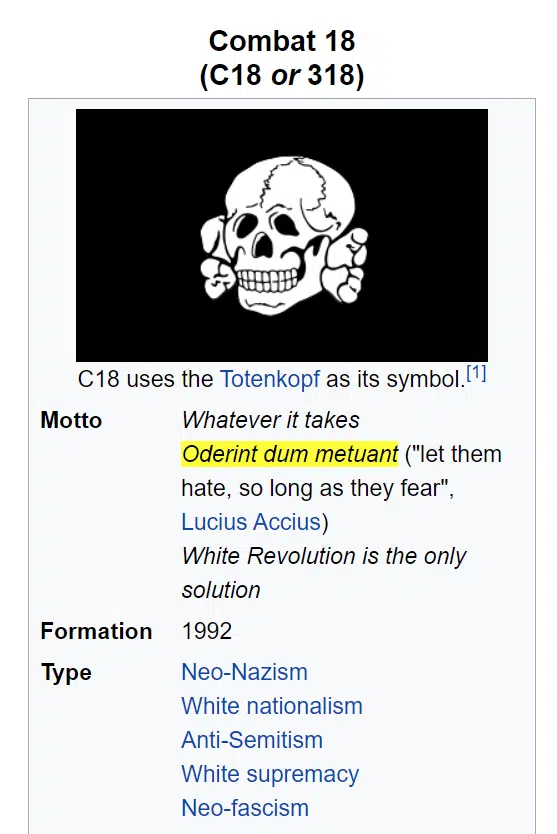 Combat 18
(C18 or 318)
C18 uses the Totenkopf as its symbol.[1]
Motto Whatever it takes
Oderint dum metuant ("let them
hate, so long as they fear",
Lucius Accius)
White Revolution is the only
solution
Formation 1992
Type Neo-Nazism
White nationalism
Anti-Semitism
White supremacy
Neo-fascism